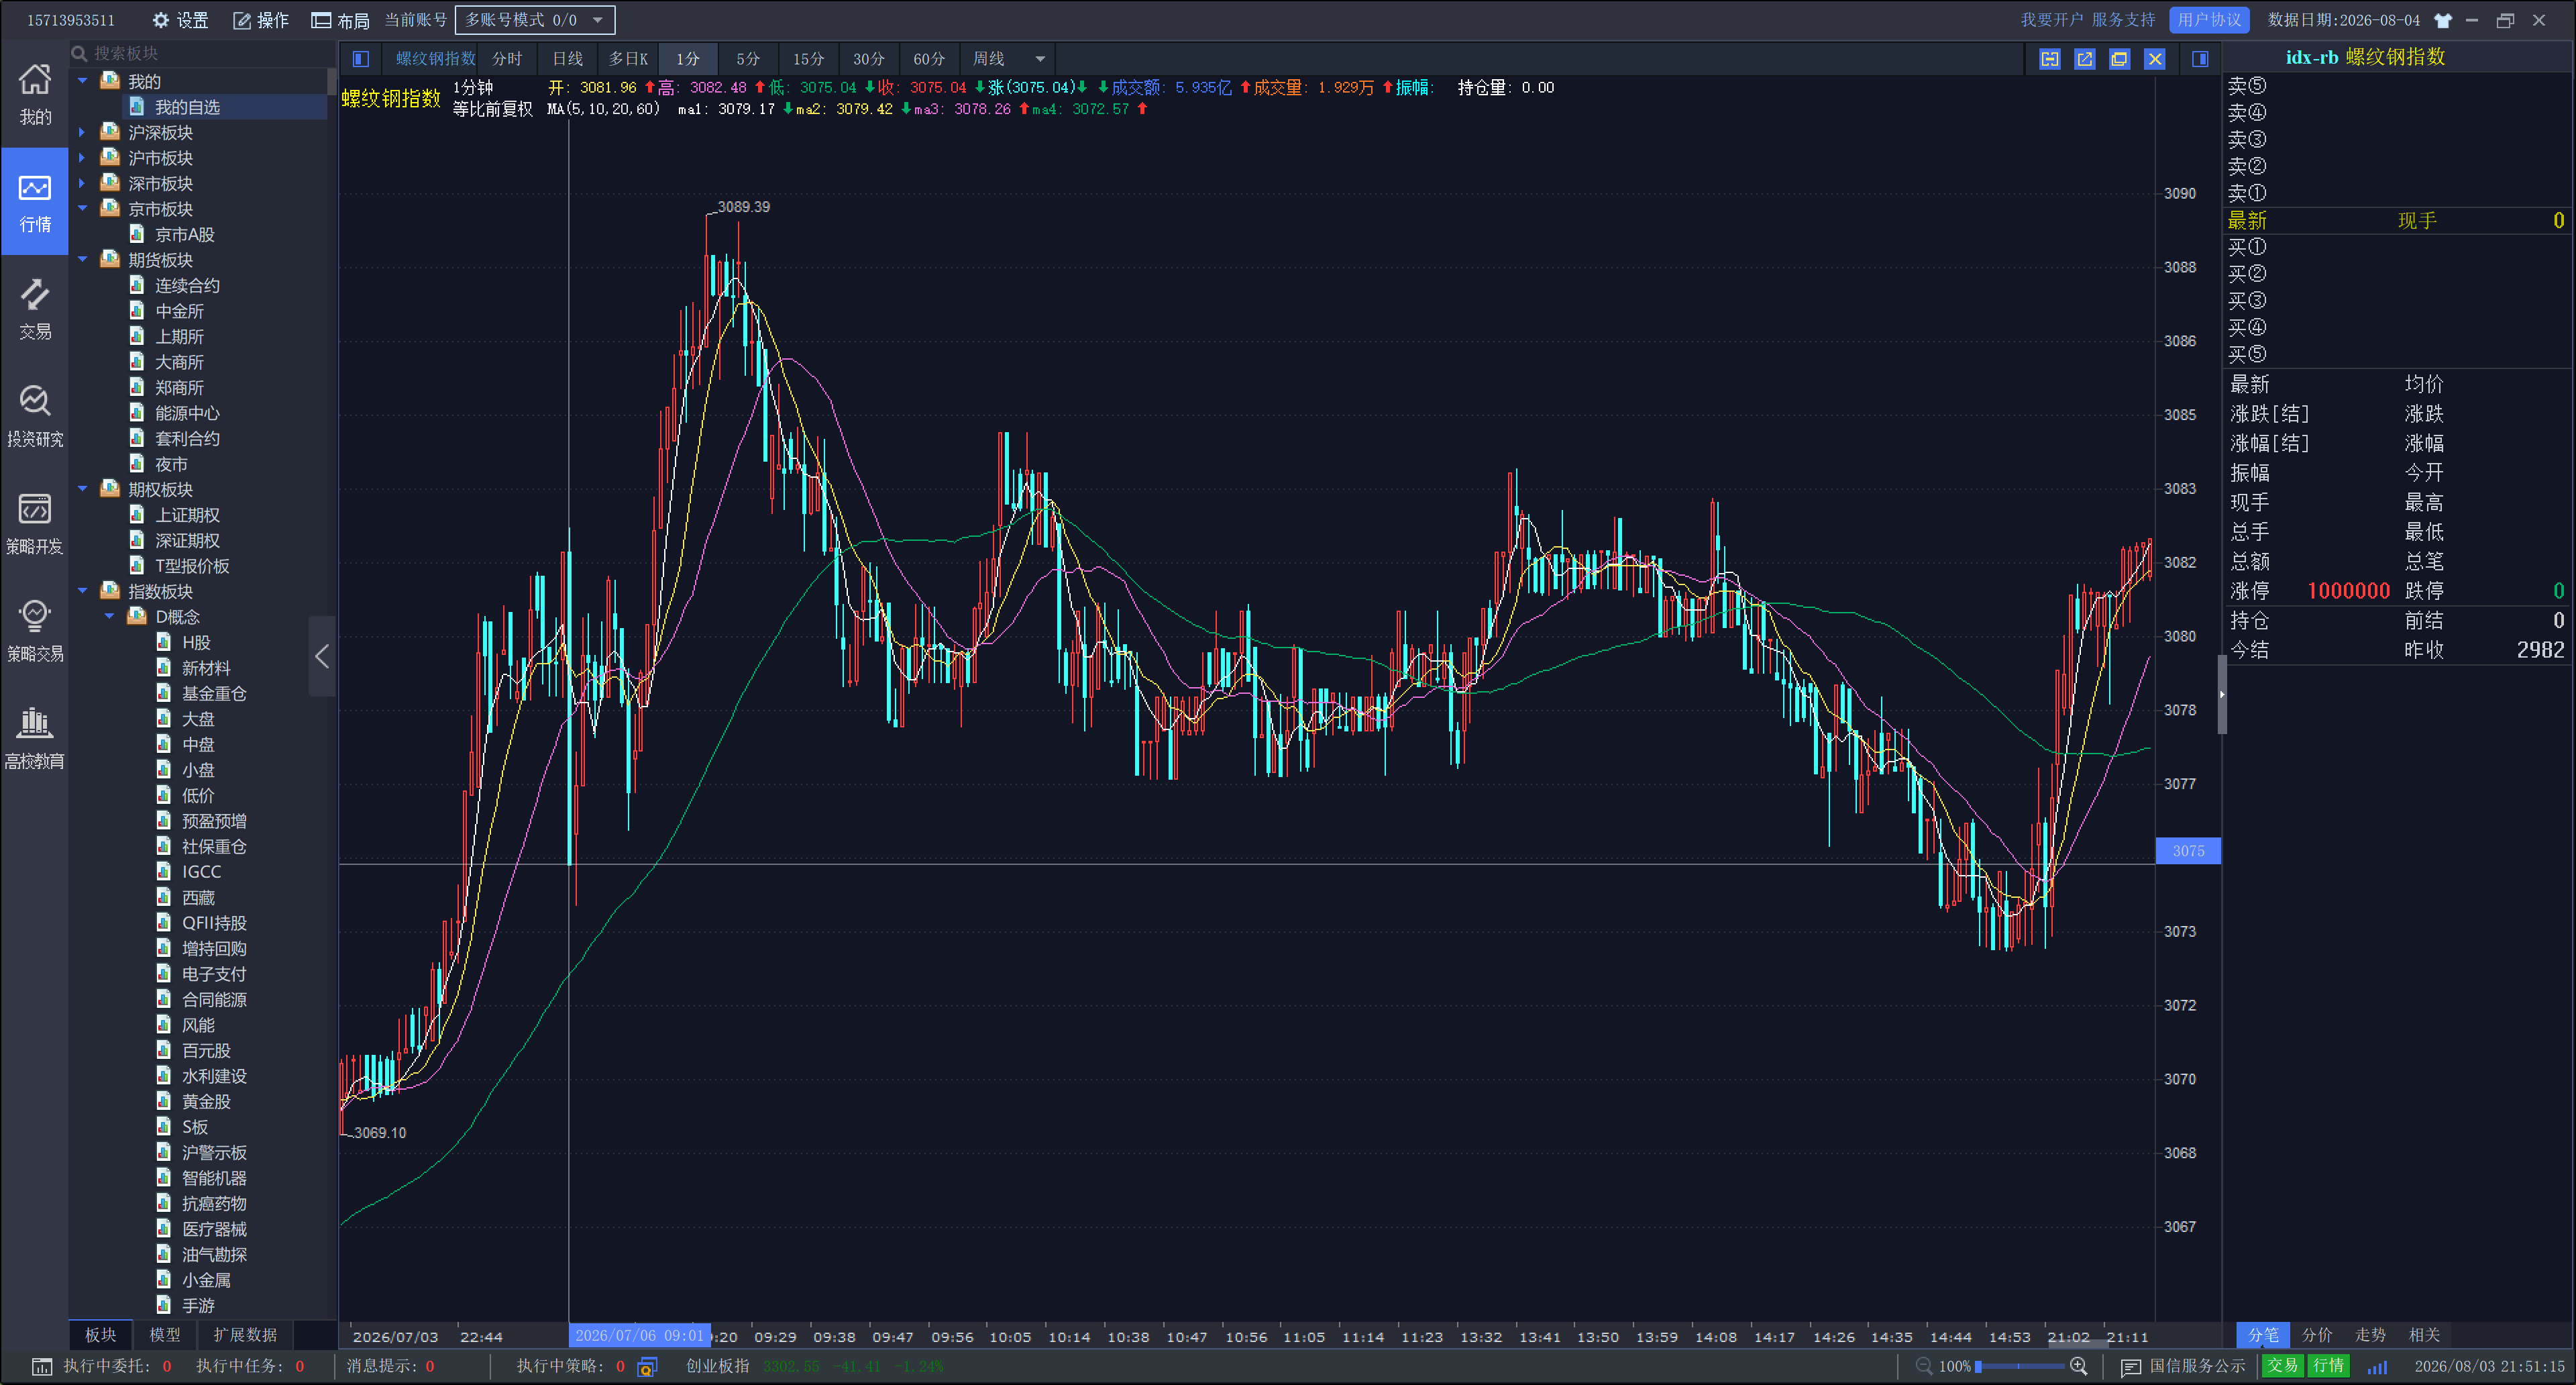 15713953511 设置 操作 布局 当前账号 多账号模式 0/0 我要开户 服务支持 用户协议 数据日期:2026-08-04
搜索板块
我的
行情
交易
投资研究
策略开发
策略交易
高校教育
我的
我的自选
沪深板块
沪市板块
深市板块
京市板块
京市A股
期货板块
连续合约
中金所
上期所
大商所
郑商所
能源中心
套利合约
夜市
期权板块
上证期权
深证期权
T型报价板
指数板块
D概念
H股
新材料
基金重仓
大盘
中盘
小盘
低价
预盈预增
社保重仓
IGCC
西藏
QFII持股
增持回购
电子支付
合同能源
风能
百元股
水利建设
黄金股
S板
沪警示板
智能机器
抗癌药物
医疗器械
油气勘探
小金属
手游
板块 模型 扩展数据
螺纹钢指数 分时 日线 多日K 1分 5分 15分 30分 60分 周线
螺纹钢指数
1分钟 开: 3081.96 高: 3082.48 低: 3075.04 收: 3075.04 涨(3075.04) 成交额: 5.935亿 成交量: 1.929万 振幅: 持仓量: 0.00
等比前复权 MA(5,10,20,60) ma1: 3079.17 ma2: 3079.42 ma3: 3078.26 ma4: 3072.57
3089.39
3069.10
3090
3088
3086
3085
3083
3082
3080
3078
3077
3075
3073
3072
3070
3068
3067
2026/07/03 22:44 2026/07/06 09:01 :20 09:29 09:38 09:47 09:56 10:05 10:14 10:38 10:47 10:56 11:05 11:14 11:23 13:32 13:41 13:50 13:59 14:08 14:17 14:26 14:35 14:44 14:53 21:02 21:11
idx-rb 螺纹钢指数
卖⑤
卖④
卖③
卖②
卖①
最新 现手 0
买①
买②
买③
买④
买⑤
最新 均价
涨跌[结] 涨跌
涨幅[结] 涨幅
振幅 今开
现手 最高
总手 最低
总额 总笔
涨停 1000000 跌停 0
持仓 前结 0
今结 昨收 2982
分笔 分价 走势 相关
执行中委托: 0 执行中任务: 0 消息提示: 0 执行中策略: 0 创业板指 3302.55 -41.41 -1.24% 100% 国信服务公示 交易 行情 2026/08/03 21:51:15